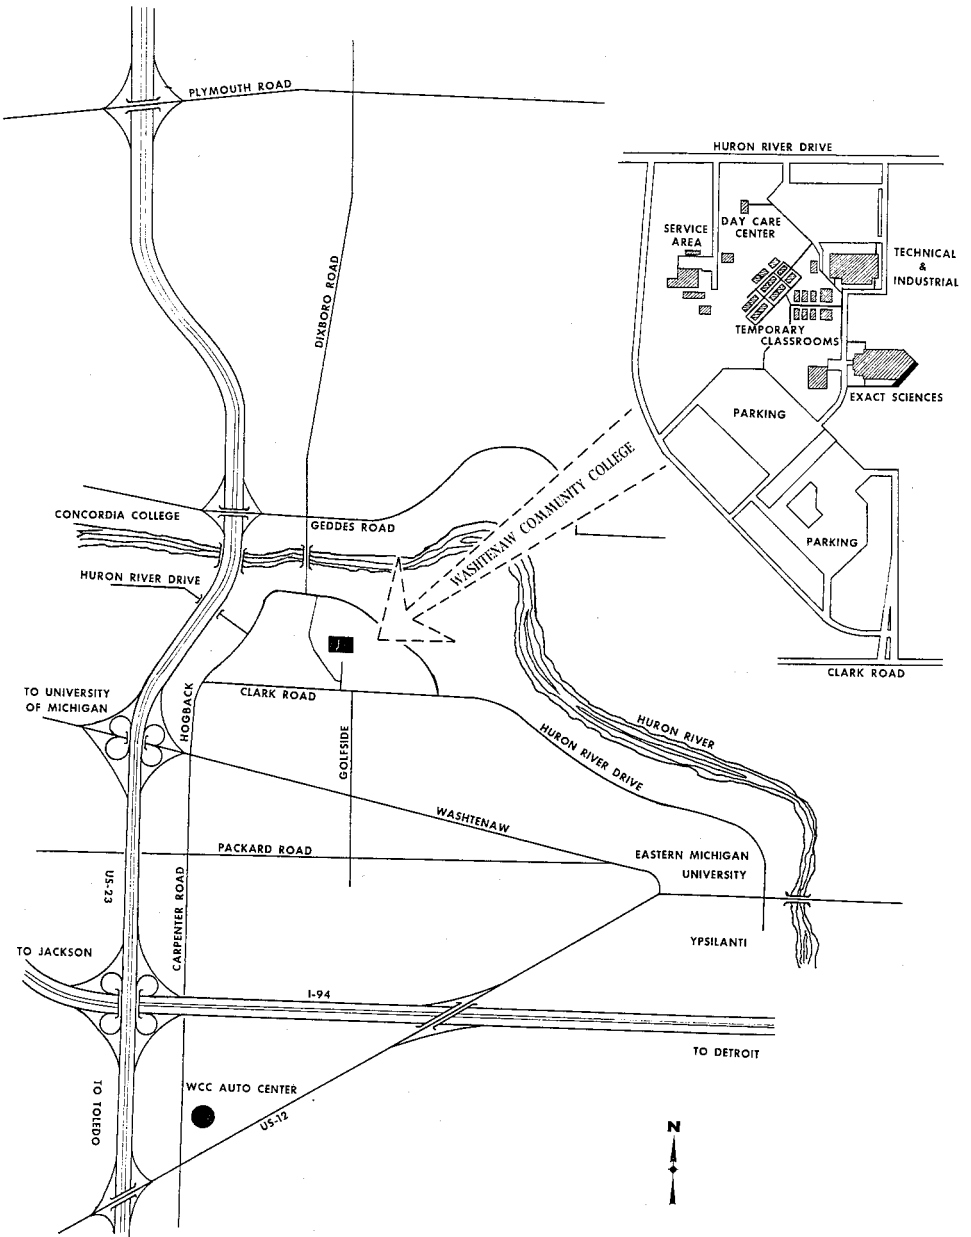 PLYMOUTH ROAD
HURON RIVER DRIVE
DAY CARE
CENTER
SERVICE
AREA
TECHNICAL
&
INDUSTRIAL
DIXBORO ROAD
TEMPORARY
CLASSROOMS
EXACT SCIENCES
PARKING
WASHTENAW COMMUNITY COLLEGE
CONCORDIA COLLEGE
GEDDES ROAD
PARKING
HURON RIVER DRIVE
CLARK ROAD
TO UNIVERSITY
OF MICHIGAN
HOGBACK
CLARK ROAD
GOLFSIDE
HURON RIVER
HURON RIVER DRIVE
WASHTENAW
PACKARD ROAD
EASTERN MICHIGAN
UNIVERSITY
US-23
CARPENTER ROAD
YPSILANTI
TO JACKSON
I-94
TO DETROIT
TO TOLEDO
WCC AUTO CENTER
US-12
N